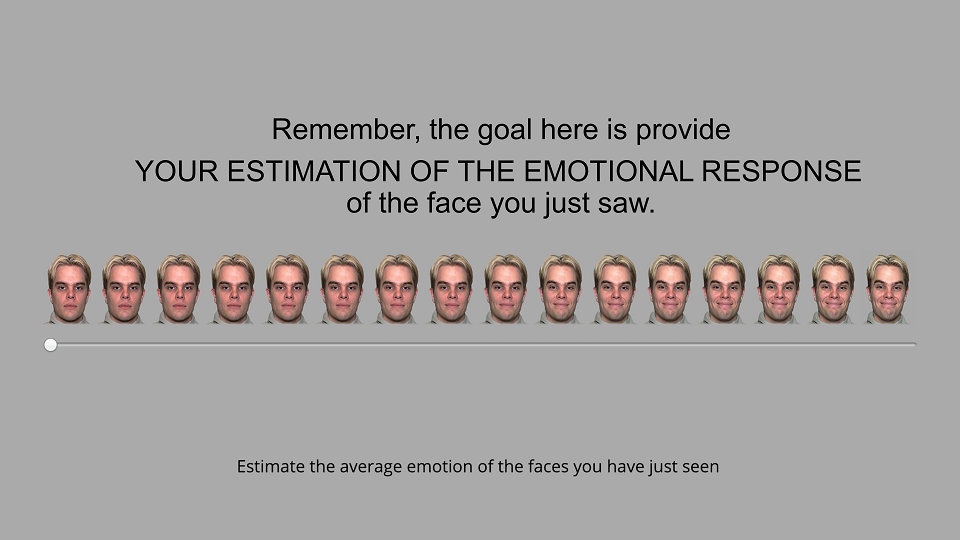 Remember, the goal here is provide
YOUR ESTIMATION OF THE EMOTIONAL RESPONSE
of the face you just saw.
Estimate the average emotion of the faces you have just seen